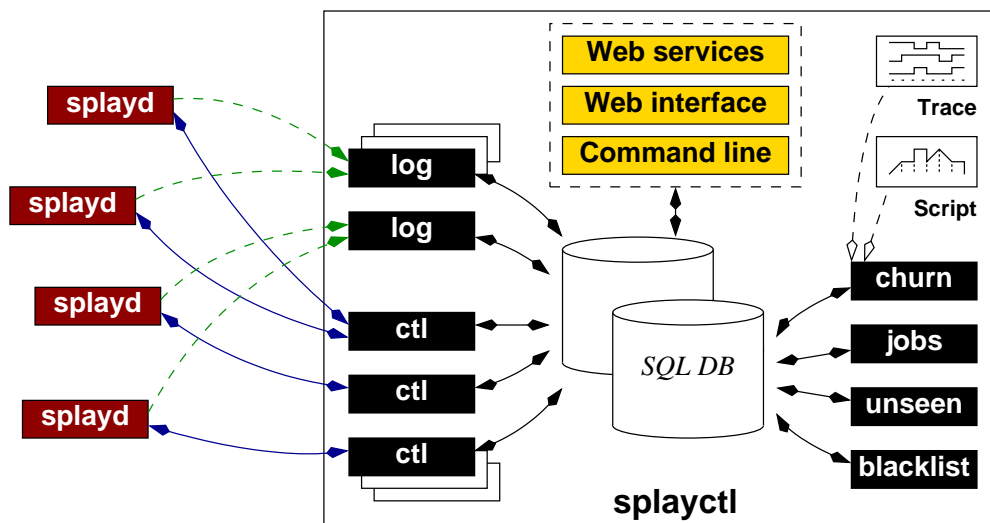 splayd
splayd
splayd
splayd
log
log
ctl
ctl
ctl
Web services
Web interface
Command line
SQL DB
Trace
Script
churn
jobs
unseen
blacklist
splayctl